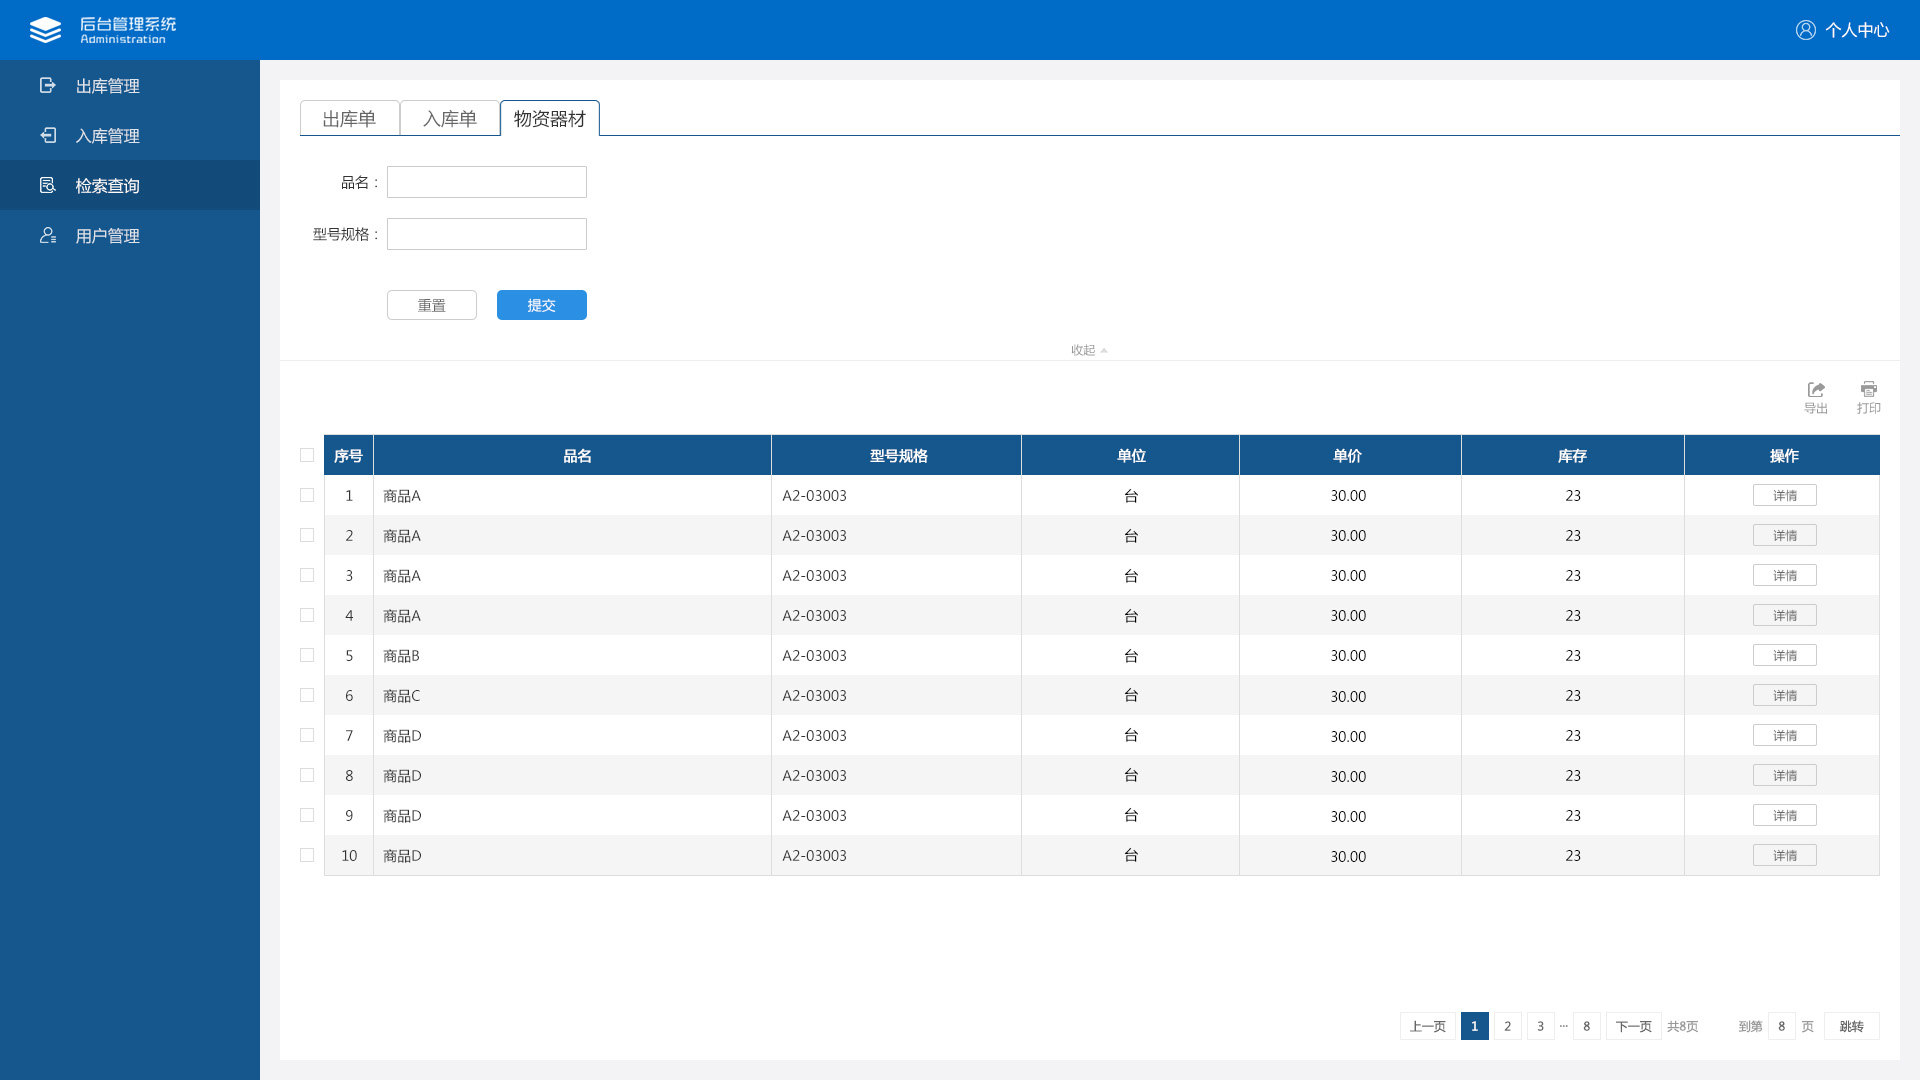 后台管理系统
Administration
个人中心
出库管理
入库管理
检索查询
用户管理
出库单 入库单 物资器材
品名：
型号规格：
重置 提交
收起
导出 打印
序号 品名 型号规格 单位 单价 库存 操作
1 商品A A2-03003 台 30.00 23 详情
2 商品A A2-03003 台 30.00 23 详情
3 商品A A2-03003 台 30.00 23 详情
4 商品A A2-03003 台 30.00 23 详情
5 商品B A2-03003 台 30.00 23 详情
6 商品C A2-03003 台 30.00 23 详情
7 商品D A2-03003 台 30.00 23 详情
8 商品D A2-03003 台 30.00 23 详情
9 商品D A2-03003 台 30.00 23 详情
10 商品D A2-03003 台 30.00 23 详情
上一页 1 2 3 ··· 8 下一页 共8页 到第 8 页 跳转